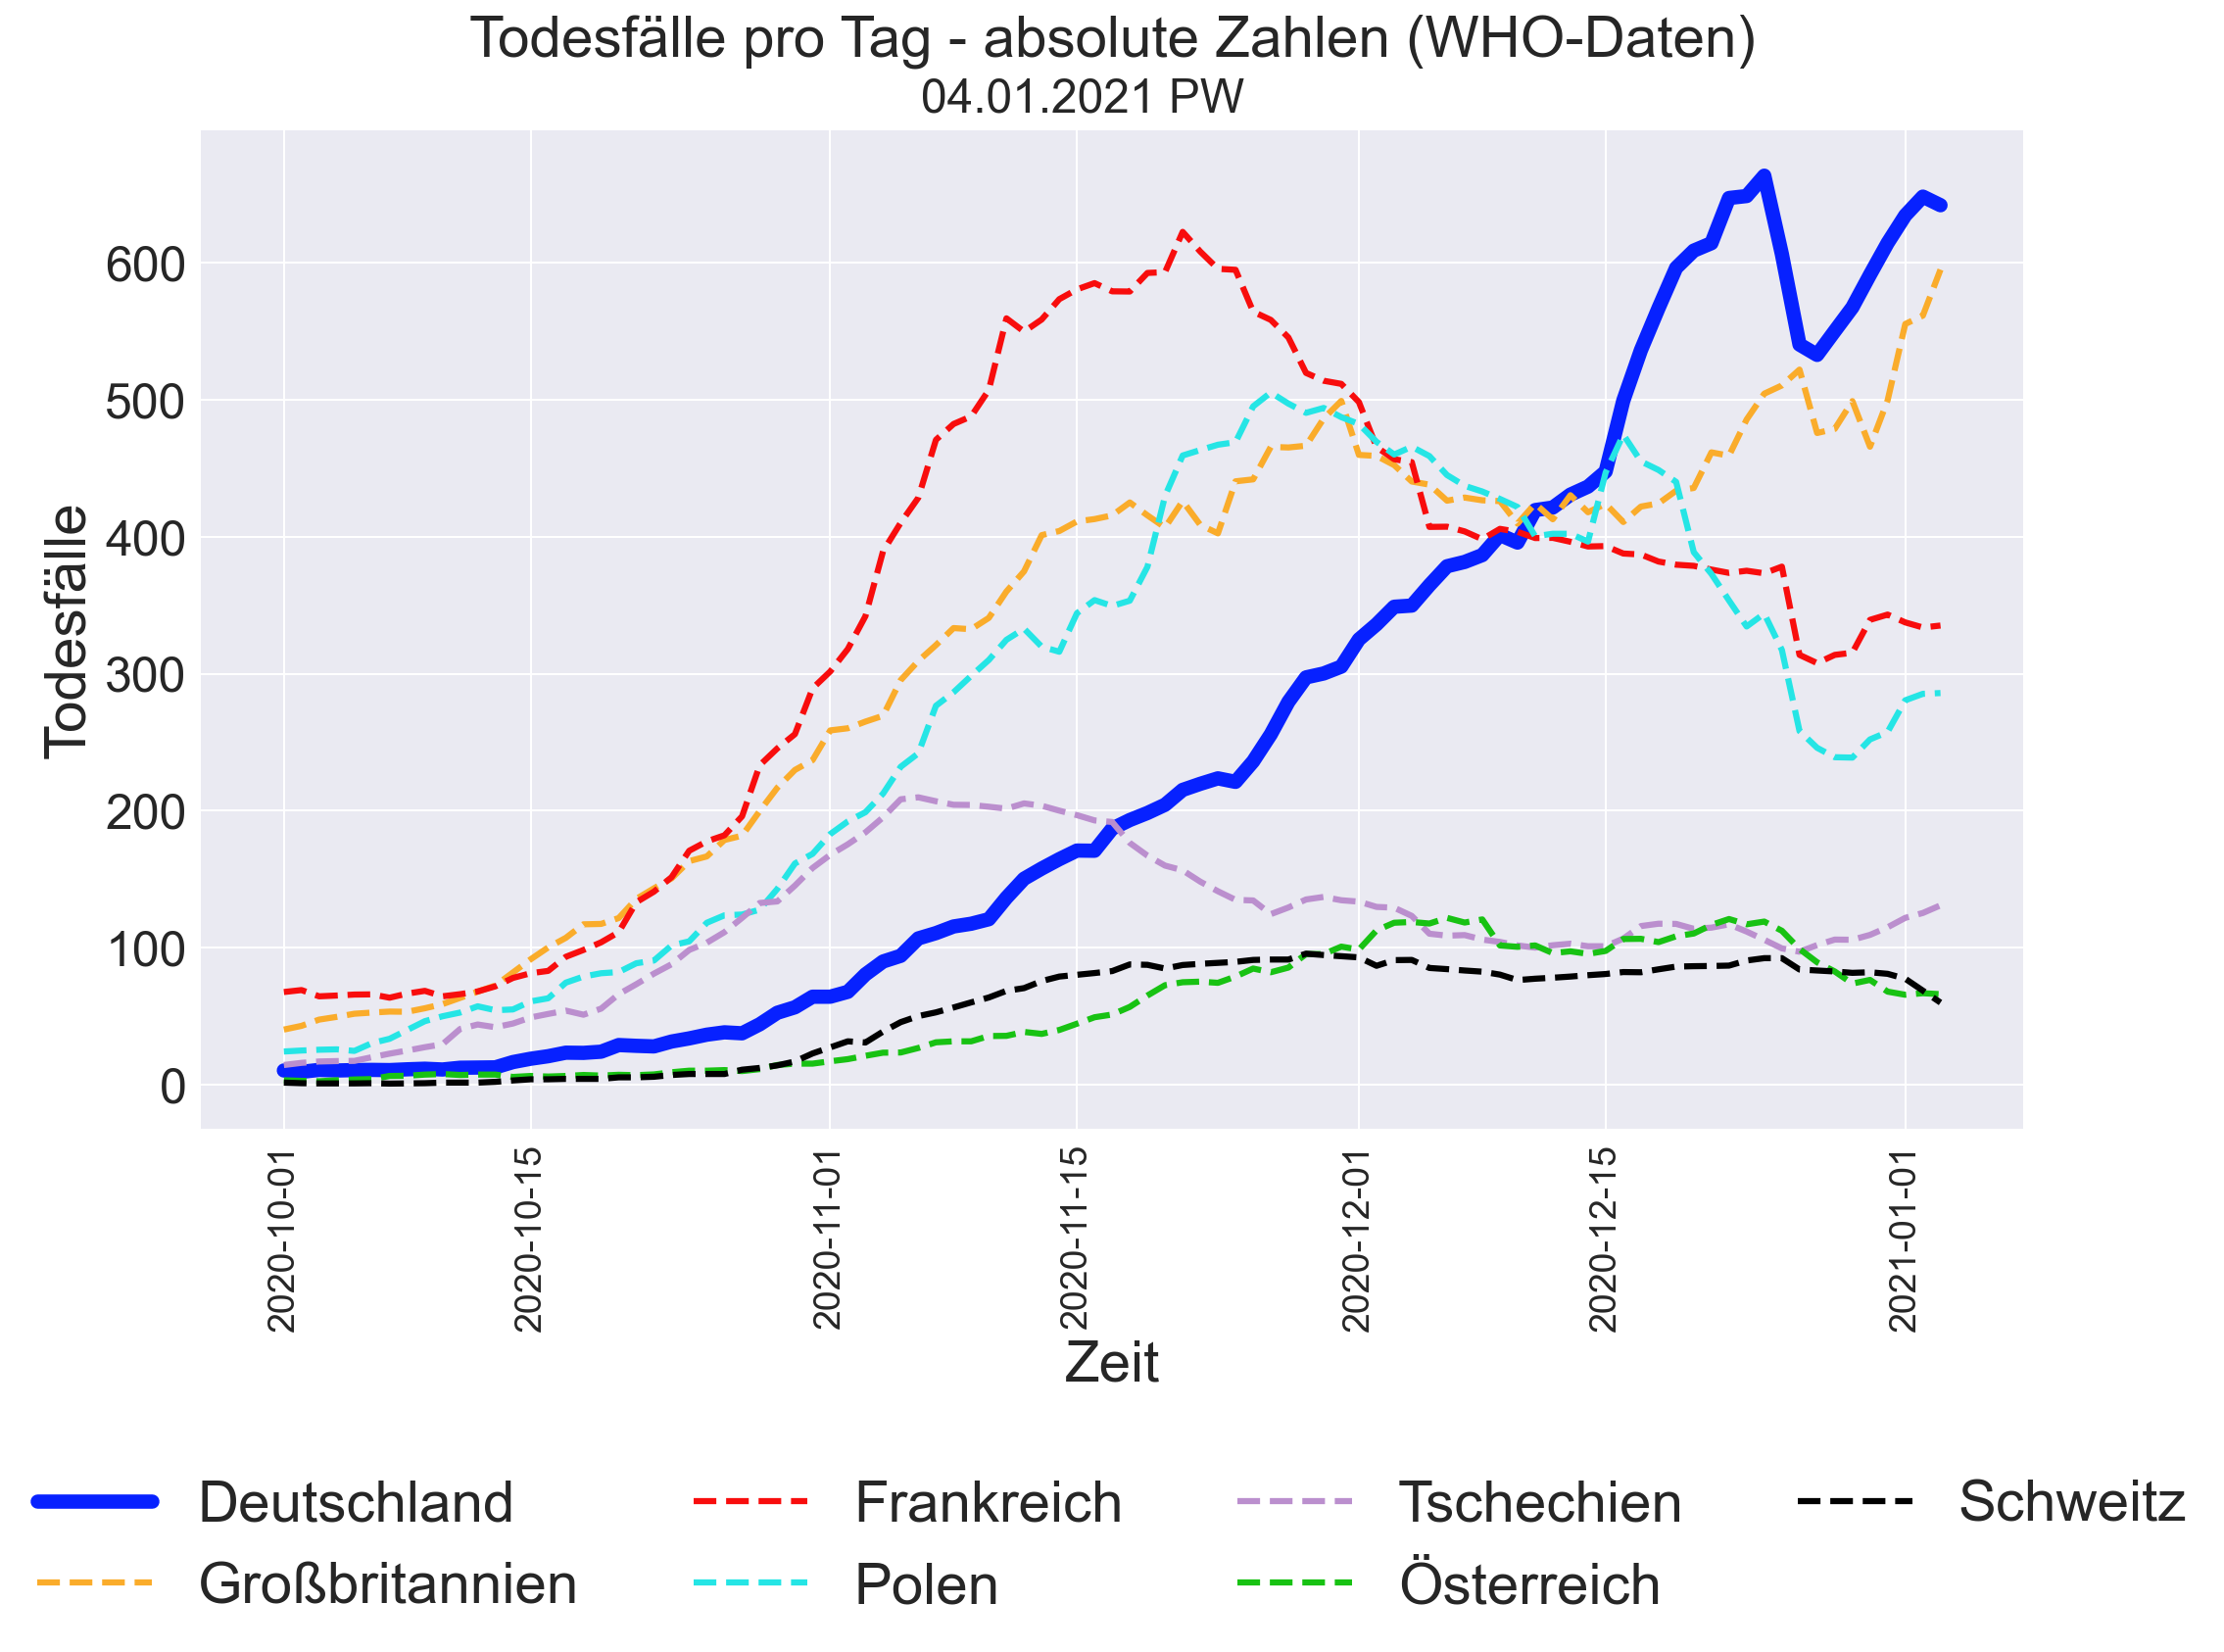 Todesfälle pro Tag - absolute Zahlen (WHO-Daten)
04.01.2021 PW
Todesfälle
600
500
400
300
200
100
0
2020-10-01
2020-10-15
2020-11-01
2020-11-15
2020-12-01
2020-12-15
2021-01-01
Zeit
Deutschland
Frankreich
Tschechien
Schweitz
Großbritannien
Polen
Österreich